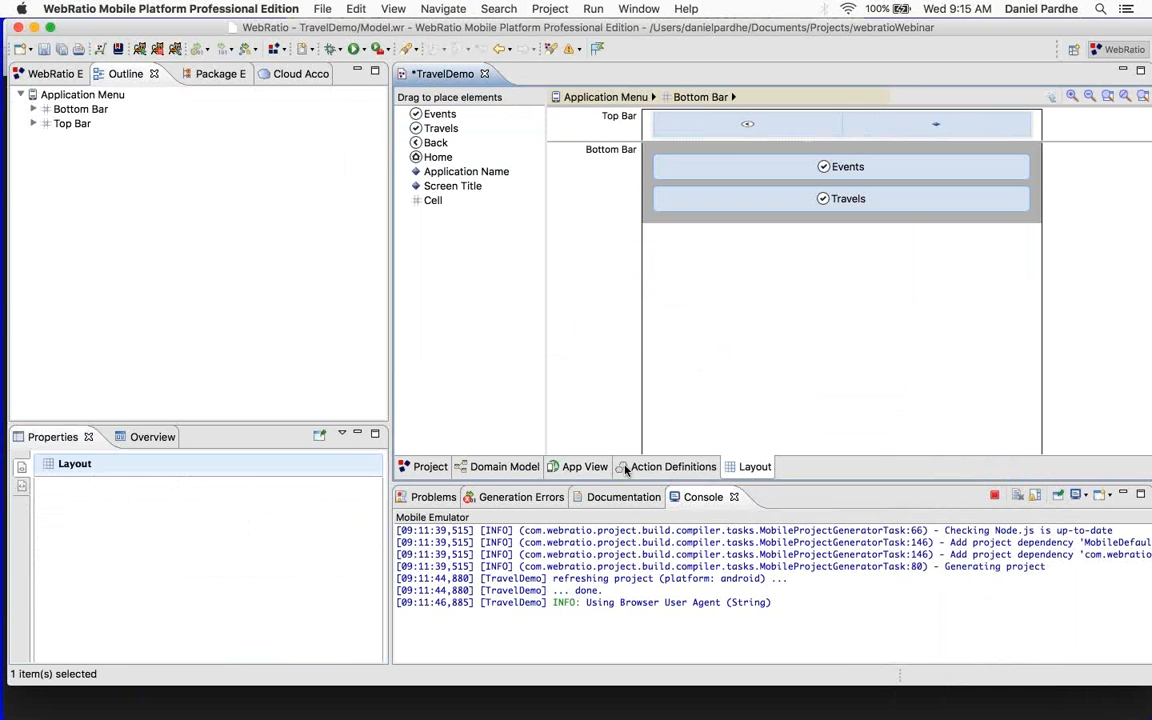 WebRatio Mobile Platform Professional Edition File Edit View Navigate Search Project Run Window Help 100% Wed 9:15 AM Daniel Pardhe
WebRatio - TravelDemo/Model.wr - WebRatio Mobile Platform Professional Edition - /Users/danielpardhe/Documents/Projects/webratioWebinar
WebRatio
WebRatio E Outline Package E Cloud Acco
*TravelDemo
Application Menu
Bottom Bar
Top Bar
Drag to place elements
Events
Travels
Back
Home
Application Name
Screen Title
Cell
Application Menu Bottom Bar
Top Bar
Bottom Bar
Events
Travels
Project Domain Model App View Action Definitions Layout
Properties Overview
Layout
Problems Generation Errors Documentation Console
Mobile Emulator
[09:11:39,515] [INFO] (com.webratio.project.build.compiler.tasks.MobileProjectGeneratorTask:66) - Checking Node.js is up-to-date
[09:11:39,515] [INFO] (com.webratio.project.build.compiler.tasks.MobileProjectGeneratorTask:146) - Add project dependency 'MobileDefaul
[09:11:39,515] [INFO] (com.webratio.project.build.compiler.tasks.MobileProjectGeneratorTask:146) - Add project dependency 'com.webratio
[09:11:39,515] [INFO] (com.webratio.project.build.compiler.tasks.MobileProjectGeneratorTask:80) - Generating project
[09:11:44,880] [TravelDemo] refreshing project (platform: android) ...
[09:11:44,880] [TravelDemo] ... done.
[09:11:46,885] [TravelDemo] INFO: Using Browser User Agent (String)
1 item(s) selected